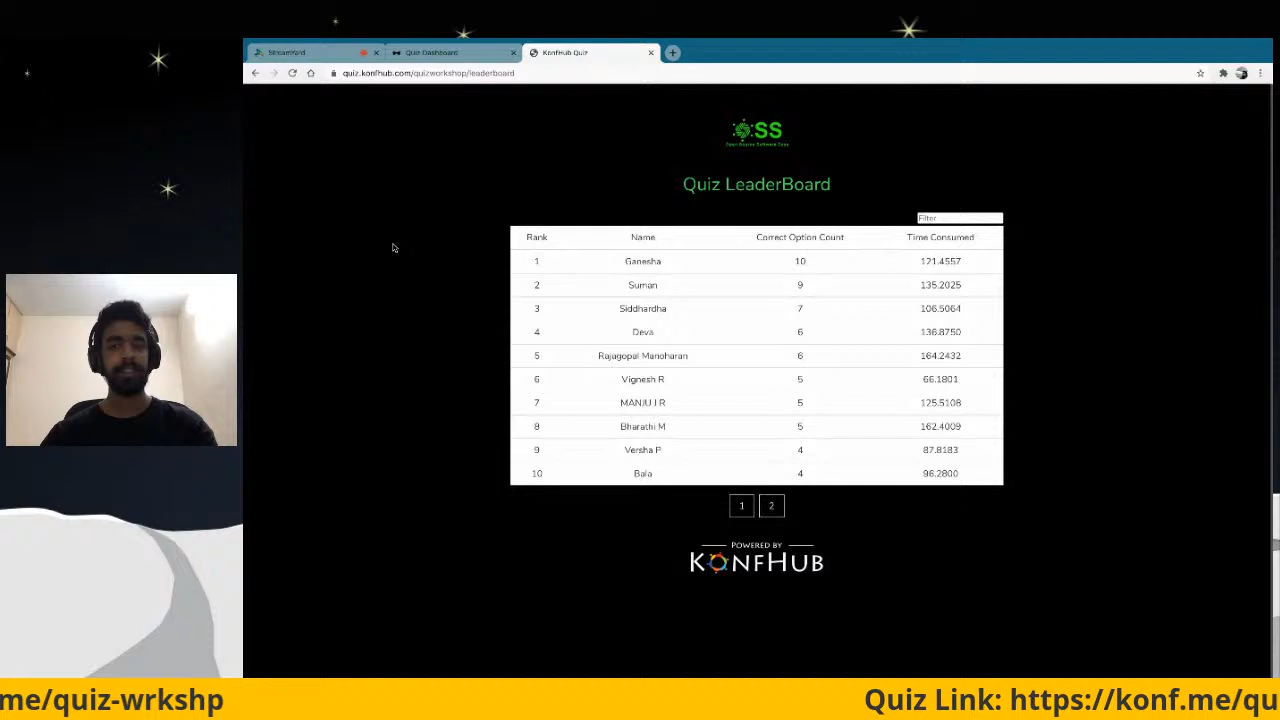 StreamYard
Quiz Dashboard
KonfHub Quiz
quiz.konfhub.com/quizworkshop/leaderboard
SS
Quiz LeaderBoard
Filter
Rank Name Correct Option Count Time Consumed
1 Ganesha 10 121.4557
2 Suman 9 135.2025
3 Siddhardha 7 106.5064
4 Deva 6 136.8750
5 Rajagopal Manoharan 6 164.2432
6 Vignesh R 5 66.1801
7 MANJU J R 5 125.5108
8 Bharathi M 5 162.4009
9 Versha P 4 87.8183
10 Bala 4 96.2800
1 2
POWERED BY
KONFHUB
me/quiz-wrkshp
Quiz Link: https://konf.me/qu